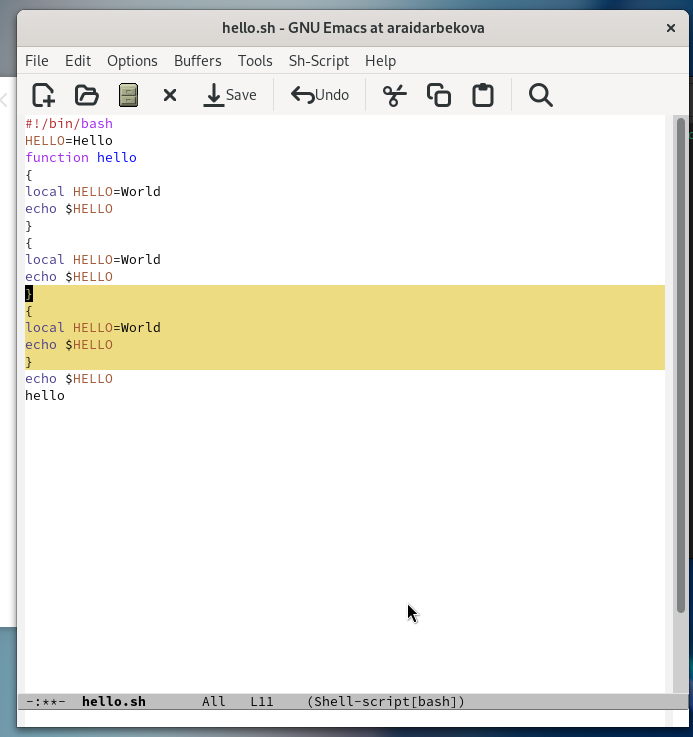 hello.sh - GNU Emacs at araidarbekova
File Edit Options Buffers Tools Sh-Script Help
Save Undo
#!/bin/bash
HELLO=Hello
function hello
{
local HELLO=World
echo $HELLO
}
{
local HELLO=World
echo $HELLO
}
{
local HELLO=World
echo $HELLO
}
echo $HELLO
hello
-:**- hello.sh All L11 (Shell-script[bash])